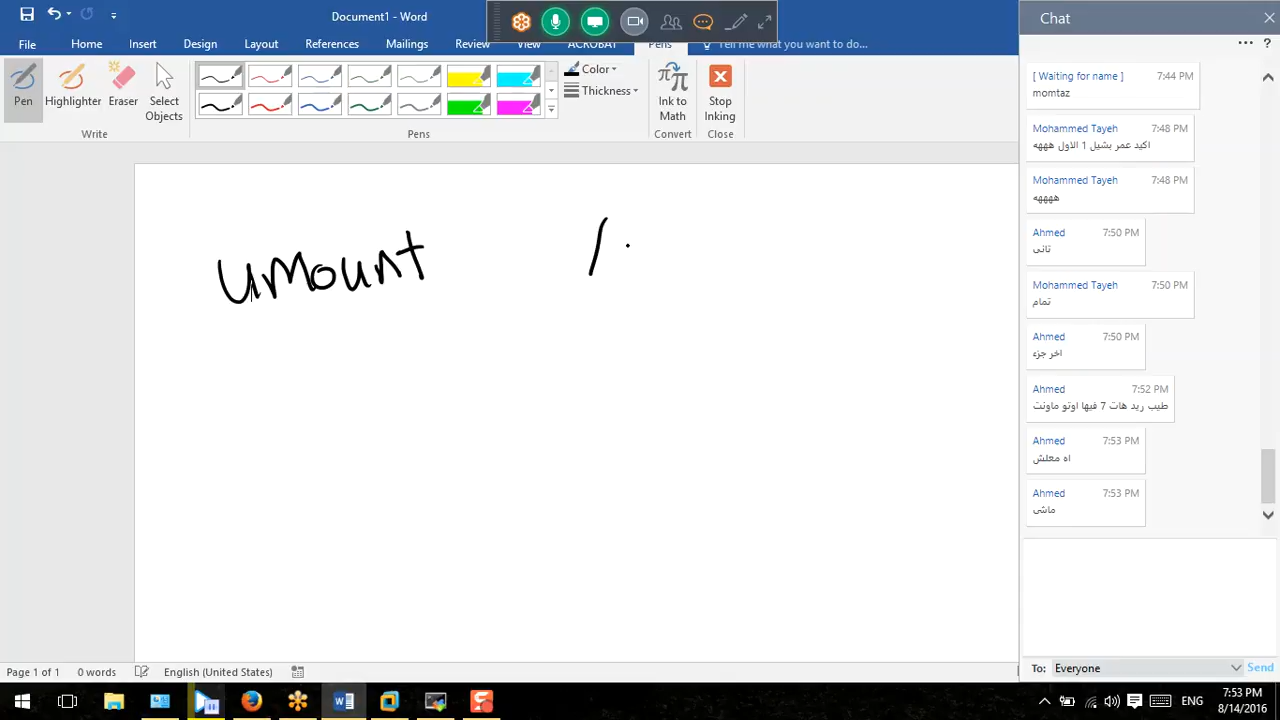 Document1 - Word
File Home Insert Design Layout References Mailings Review View ACROBAT Pens Tell me what you want to do...
Pen Highlighter Eraser Select Objects
Color
Thickness
Ink to Math
Stop Inking
Write Pens Convert Close
umount /.
Chat
[ Waiting for name ] 7:44 PM
momtaz
Mohammed Tayeh 7:48 PM
اكيد عمر بشيل 1 الاول هههه
Mohammed Tayeh 7:48 PM
ههههه
Ahmed 7:50 PM
تانى
Mohammed Tayeh 7:50 PM
تمام
Ahmed 7:50 PM
اخر جزء
Ahmed 7:52 PM
طيب ريد هات 7 فيها اوتو ماونت
Ahmed 7:53 PM
اه معلش
Ahmed 7:53 PM
ماشى
To: Everyone Send
Page 1 of 1 0 words English (United States)
ENG 7:53 PM
8/14/2016